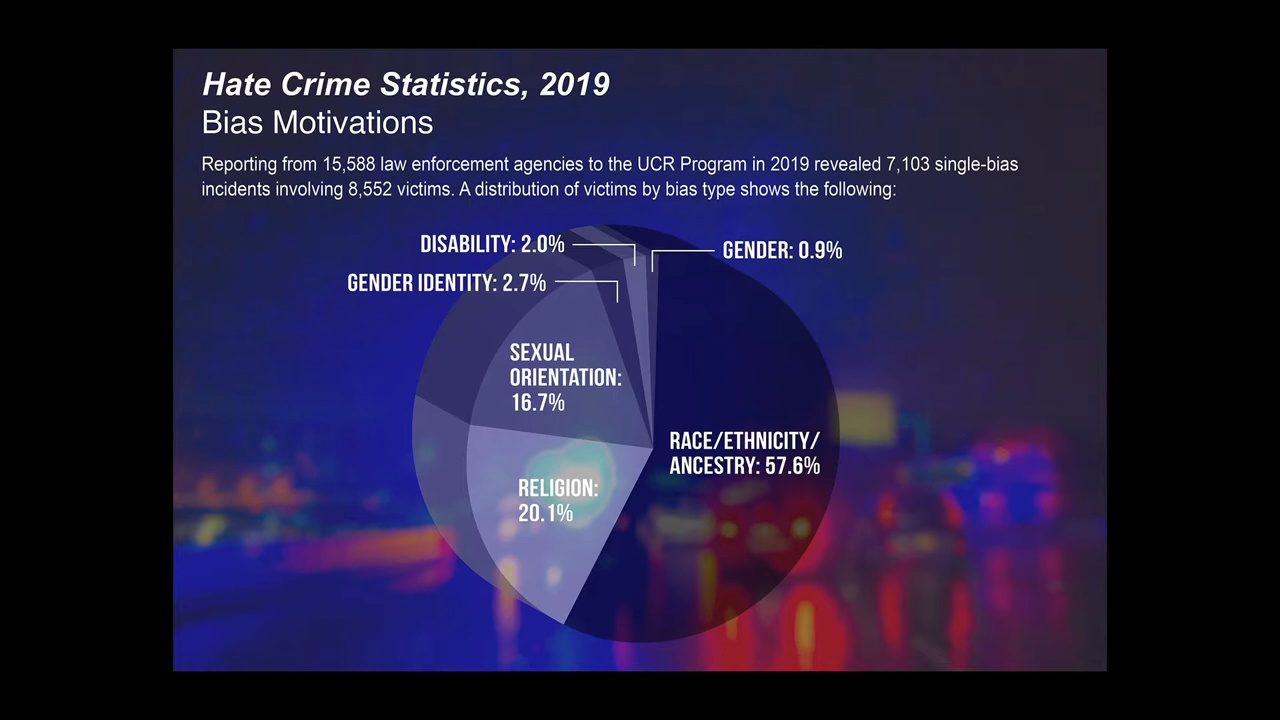 Hate Crime Statistics, 2019
Bias Motivations
Reporting from 15,588 law enforcement agencies to the UCR Program in 2019 revealed 7,103 single-bias
incidents involving 8,552 victims. A distribution of victims by bias type shows the following:
DISABILITY: 2.0%
GENDER: 0.9%
GENDER IDENTITY: 2.7%
SEXUAL
ORIENTATION:
16.7%
RACE/ETHNICITY/
ANCESTRY: 57.6%
RELIGION:
20.1%